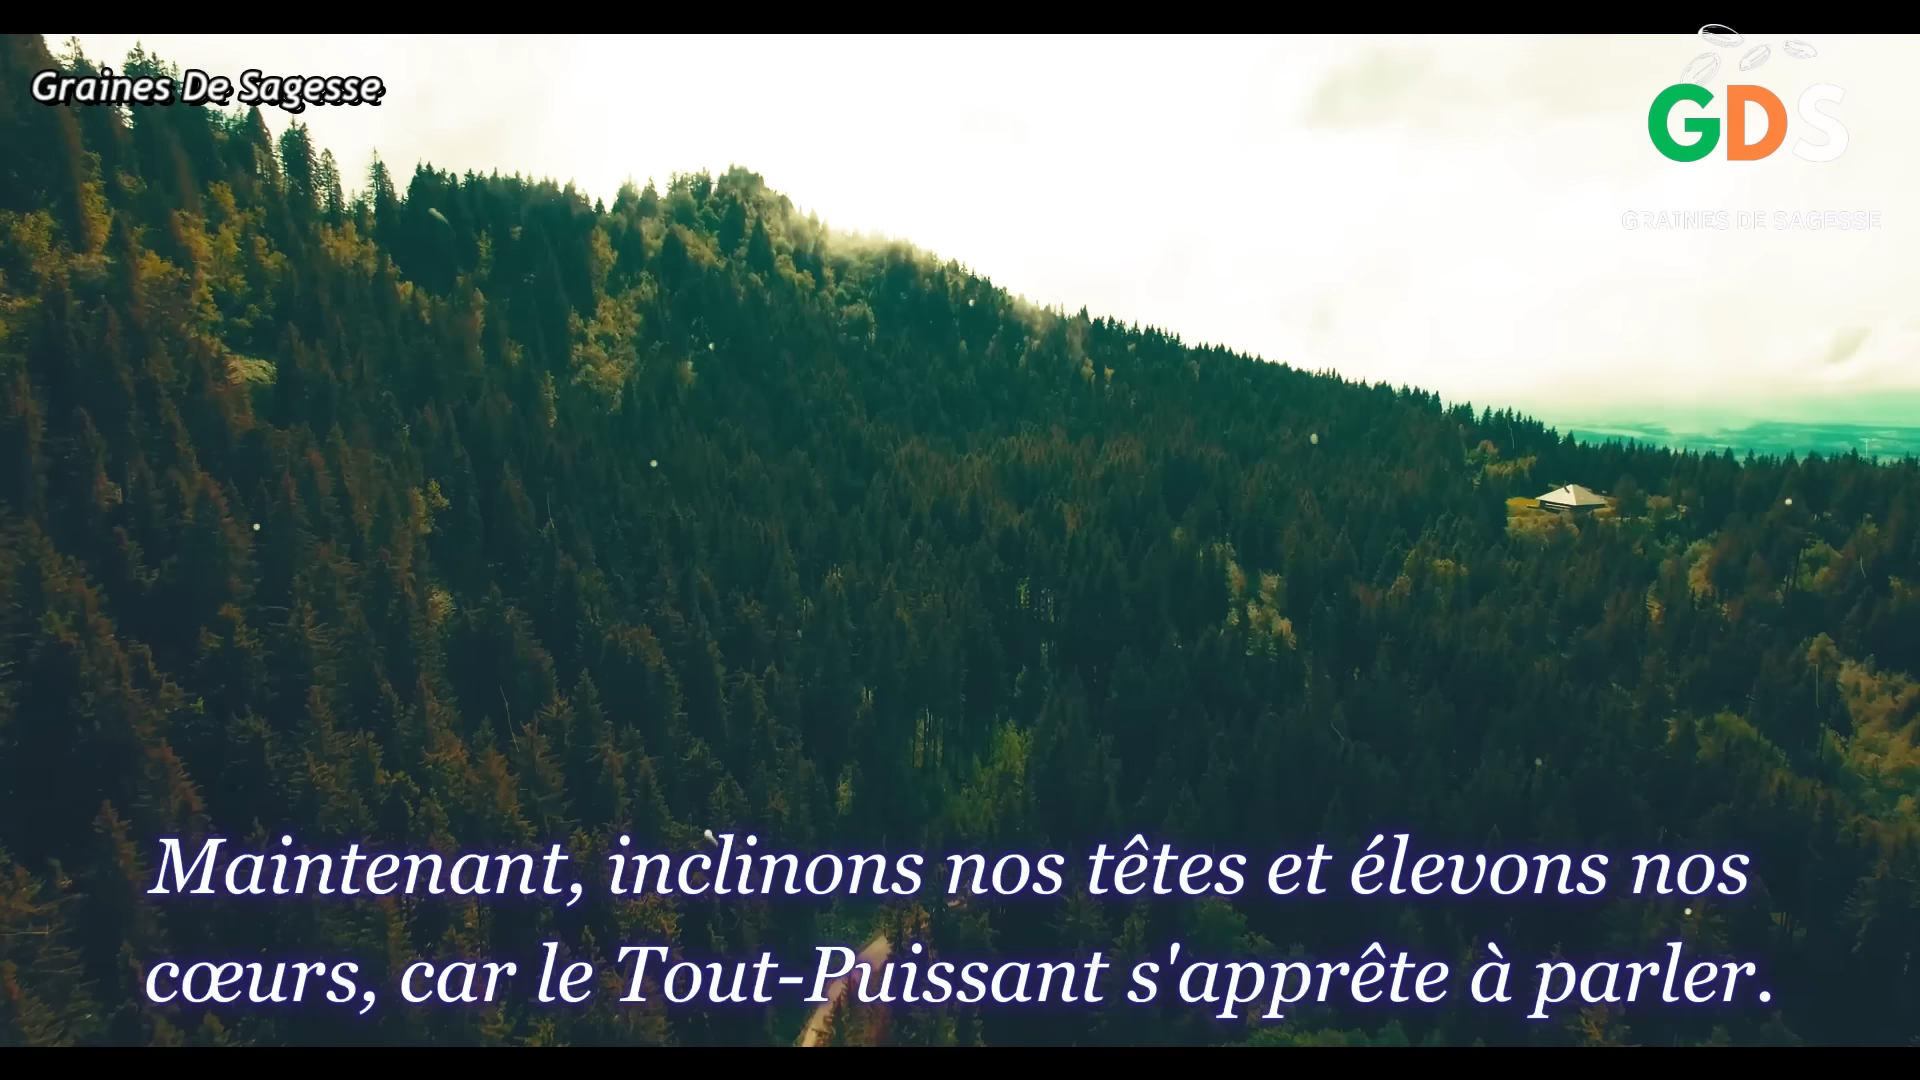 Graines De Sagesse
GDS
GRAINES DE SAGESSE
Maintenant, inclinons nos têtes et élevons nos
cœurs, car le Tout-Puissant s'apprête à parler.